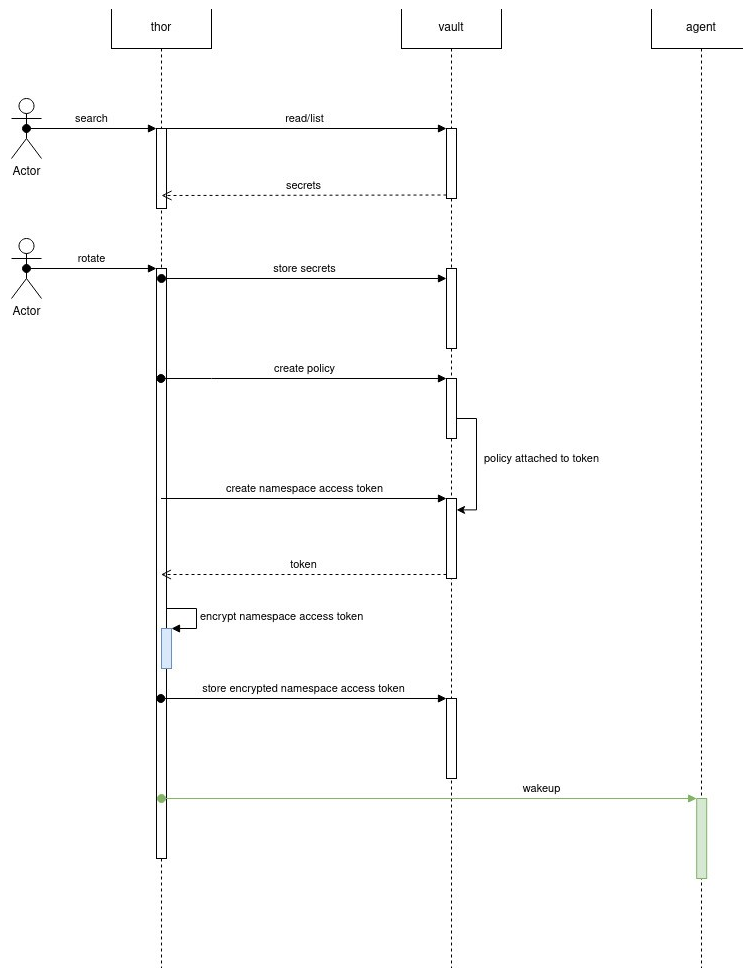 thor
vault
agent
search
read/list
Actor
secrets
rotate
store secrets
Actor
create policy
policy attached to token
create namespace access token
token
encrypt namespace access token
store encrypted namespace access token
wakeup